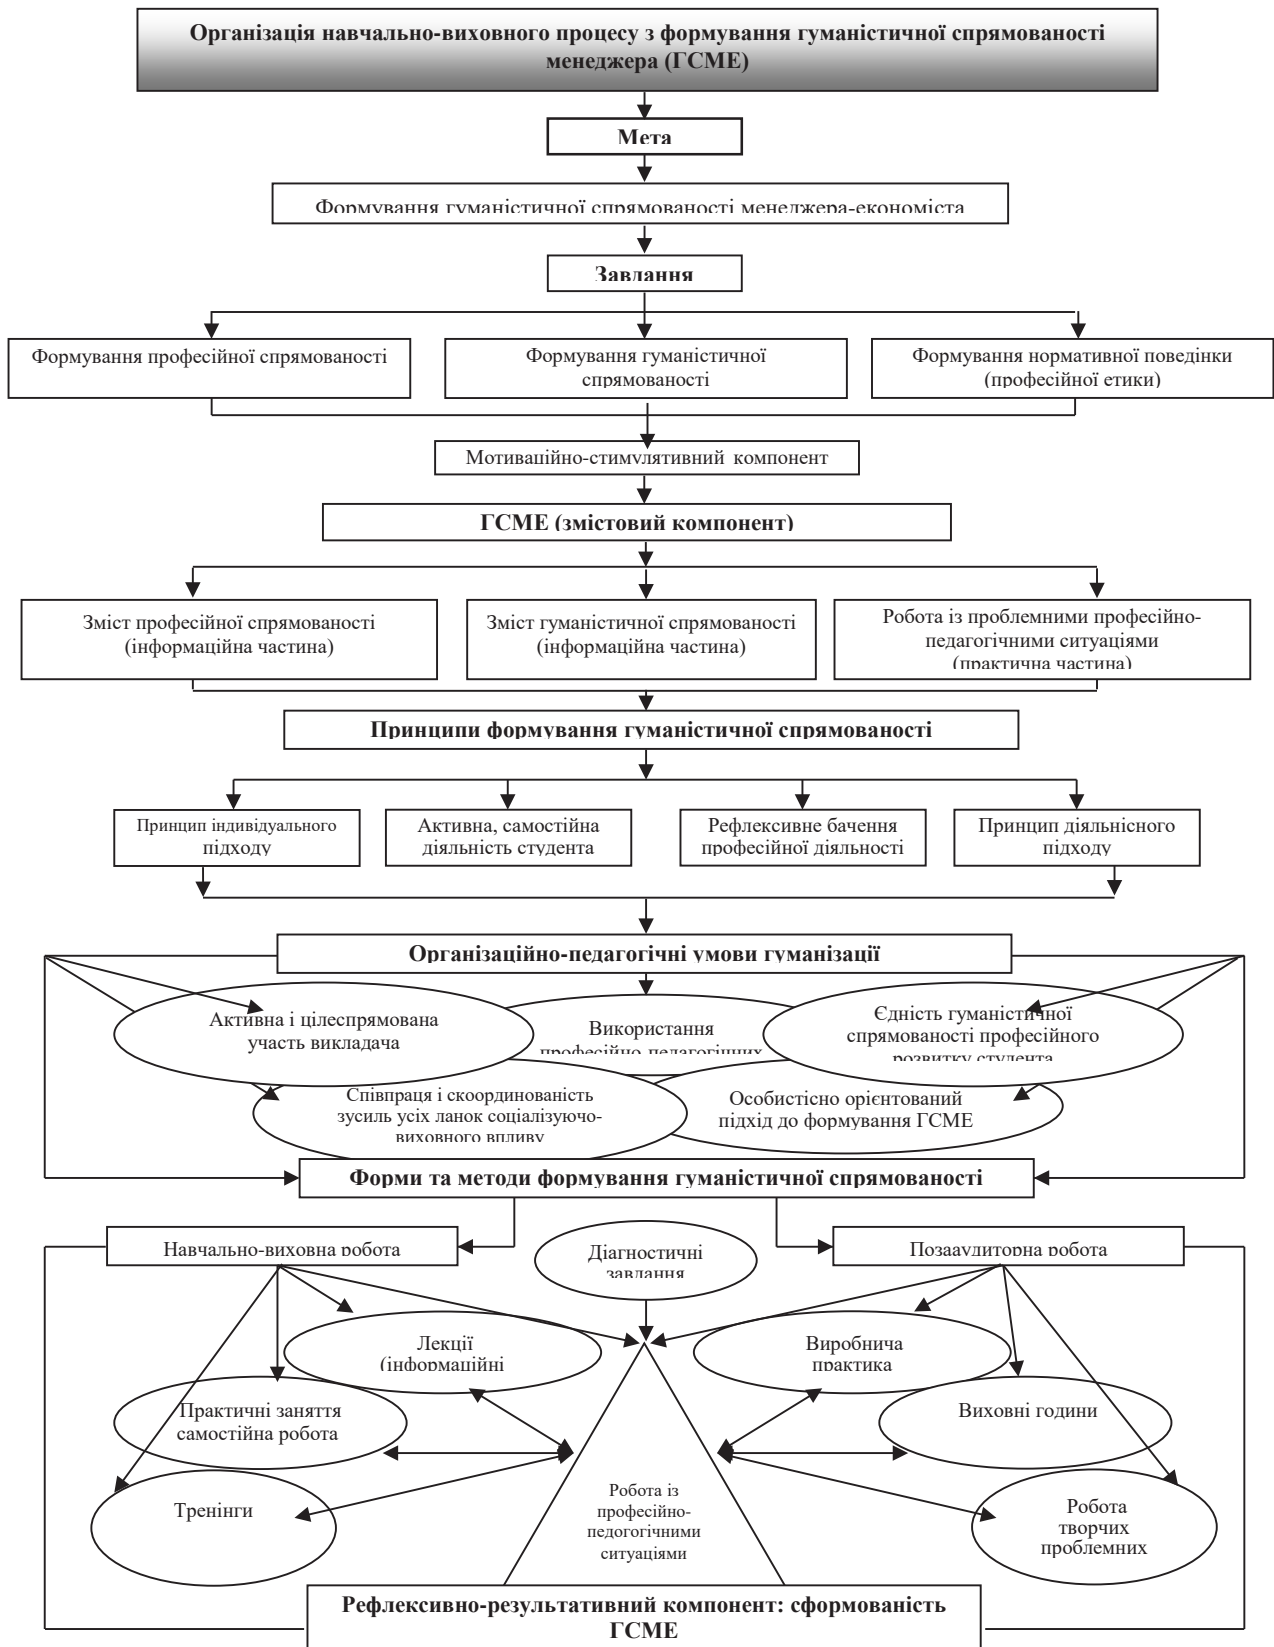 Організація навчально-виховного процесу з формування гуманістичної спрямованості
менеджера (ГСМЕ)
Мета
Формування гуманістичної спрямованості менеджера-економіста
Завдання
Формування професійної спрямованості
Формування гуманістичної
спрямованості
Формування нормативної поведінки
(професійної етики)
Мотиваційно-стимулятивний компонент
ГСМЕ (змістовий компонент)
Зміст професійної спрямованості
(інформаційна частина)
Зміст гуманістичної спрямованості
(інформаційна частина)
Робота із проблемними професійно-
педагогічними ситуаціями
(практична частина)
Принципи формування гуманістичної спрямованості
Принцип індивідуального
підходу
Активна, самостійна
діяльність студента
Рефлексивне бачення
професійної діяльності
Принцип діяльнісного
підходу
Організаційно-педагогічні умови гуманізації
Активна і цілеспрямована
участь викладача
Використання
професійно-педагогічних
Єдність гуманістичної
спрямованості професійного
розвитку студента
Співпраця і скоординованість
зусиль усіх ланок соціалізуючо-
виховного впливу
Особистісно орієнтований
підхід до формування ГСМЕ
Форми та методи формування гуманістичної спрямованості
Навчально-виховна робота
Діагностичні
завдання
Позааудиторна робота
Лекції
(інформаційні
Виробнича
практика
Практичні заняття
самостійна робота
Виховні години
Тренінги
Робота із
професійно-
педогогічними
ситуаціями
Робота
творчих
проблемних
Рефлексивно-результативний компонент: сформованість
ГСМЕ